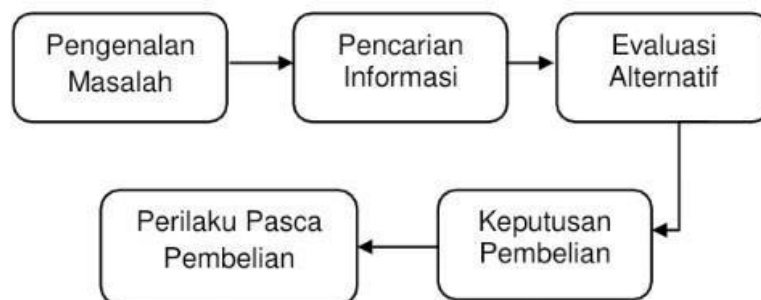 Pengenalan
Masalah
Pencarian
Informasi
Evaluasi
Alternatif
Keputusan
Pembelian
Perilaku Pasca
Pembelian